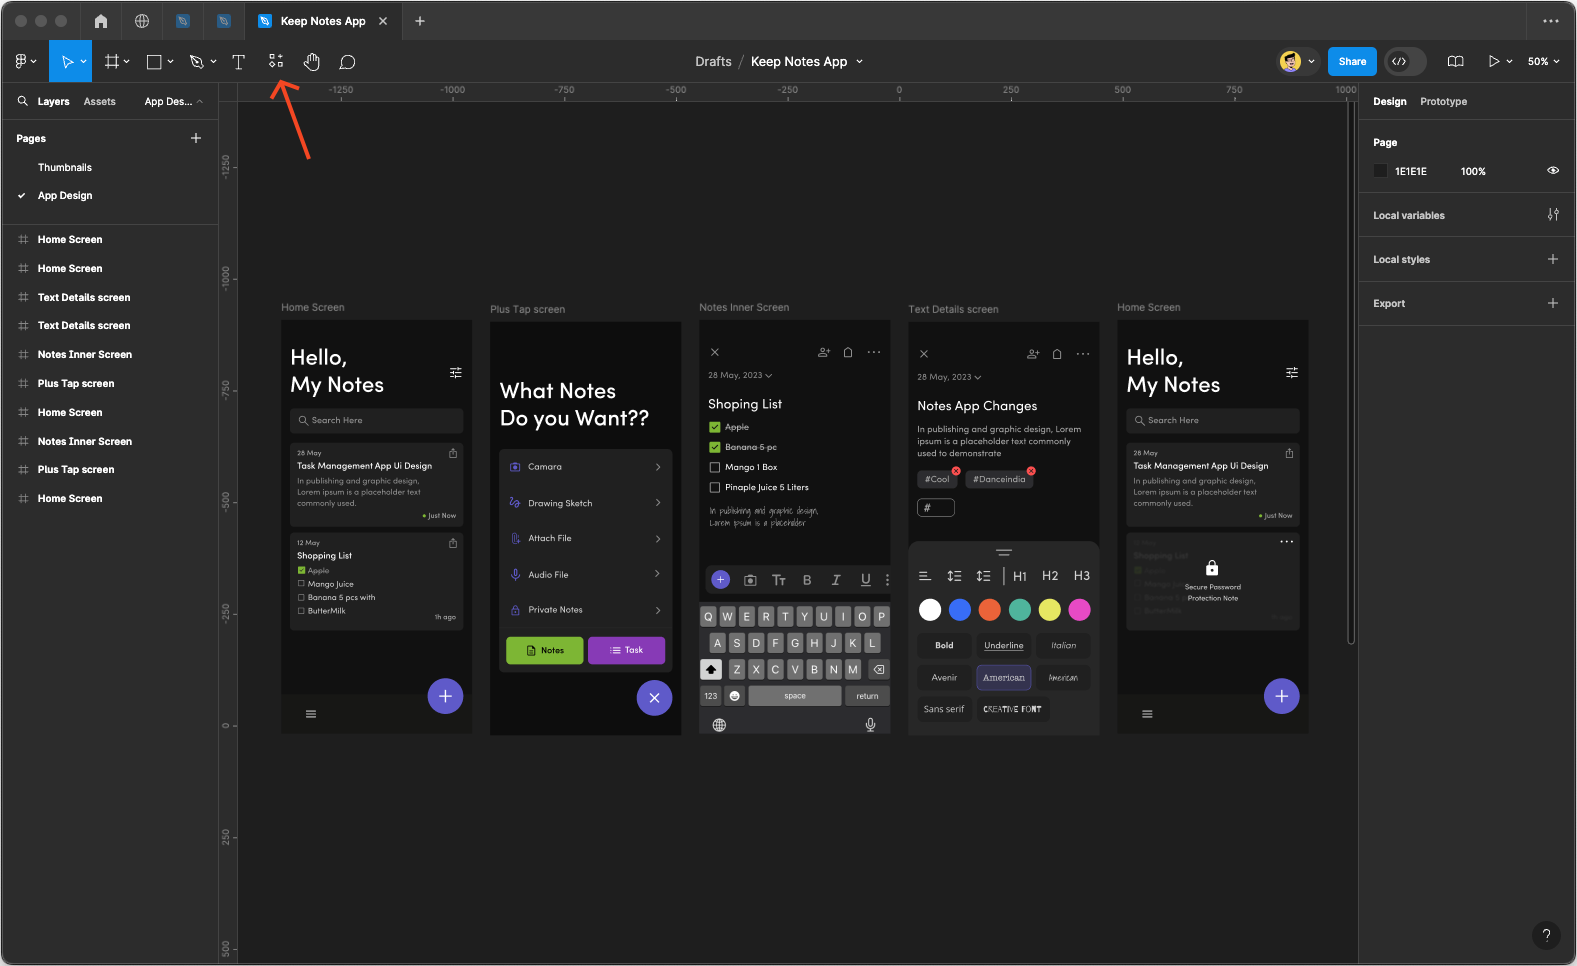 Keep Notes App
Drafts / Keep Notes App
Share
50%
Layers
Assets
App Des...
-1250
-1000
-750
-500
-250
0
250
500
750
1000
Design
Prototype
Pages
Thumbnails
App Design
Home Screen
Home Screen
Text Details screen
Text Details screen
Notes Inner Screen
Plus Tap screen
Home Screen
Notes Inner Screen
Plus Tap screen
Home Screen
-1250
-1000
-750
-500
-250
0
250
500
Home Screen
Hello,
My Notes
Search Here
28 May
Task Management App Ui Design
In publishing and graphic design,
Lorem ipsum is a placeholder text
commonly used.
Just Now
12 May
Shopping List
Apple
Mango Juice
Banana 5 pcs with
ButterMilk
1h ago
Plus Tap screen
What Notes
Do you Want??
Camara
Drawing Sketch
Attach File
Audio File
Private Notes
Notes
Task
Notes Inner Screen
28 May, 2023
Shoping List
Apple
Banana 5 pc
Mango 1 Box
Pinaple Juice 5 Liters
In publishing and graphic design,
Lorem ipsum is a placeholder
TT B I U
Q W E R T Y U I O P
A S D F G H J K L
Z X C V B N M
123
space
return
Text Details screen
28 May, 2023
Notes App Changes
In publishing and graphic design, Lorem
ipsum is a placeholder text commonly
used to demonstrate
#Cool
#Danceindia
#
H1 H2 H3
Bold
Underline
Italian
Avenir
American
American
Sans serif
CREATIVE FONT
Home Screen
Hello,
My Notes
Search Here
28 May
Task Management App Ui Design
In publishing and graphic design,
Lorem ipsum is a placeholder text
commonly used.
Just Now
Shopping List
Secure Password
Protection Note
ButterMilk
1h ago
Page
1E1E1E
100%
Local variables
Local styles
Export
?